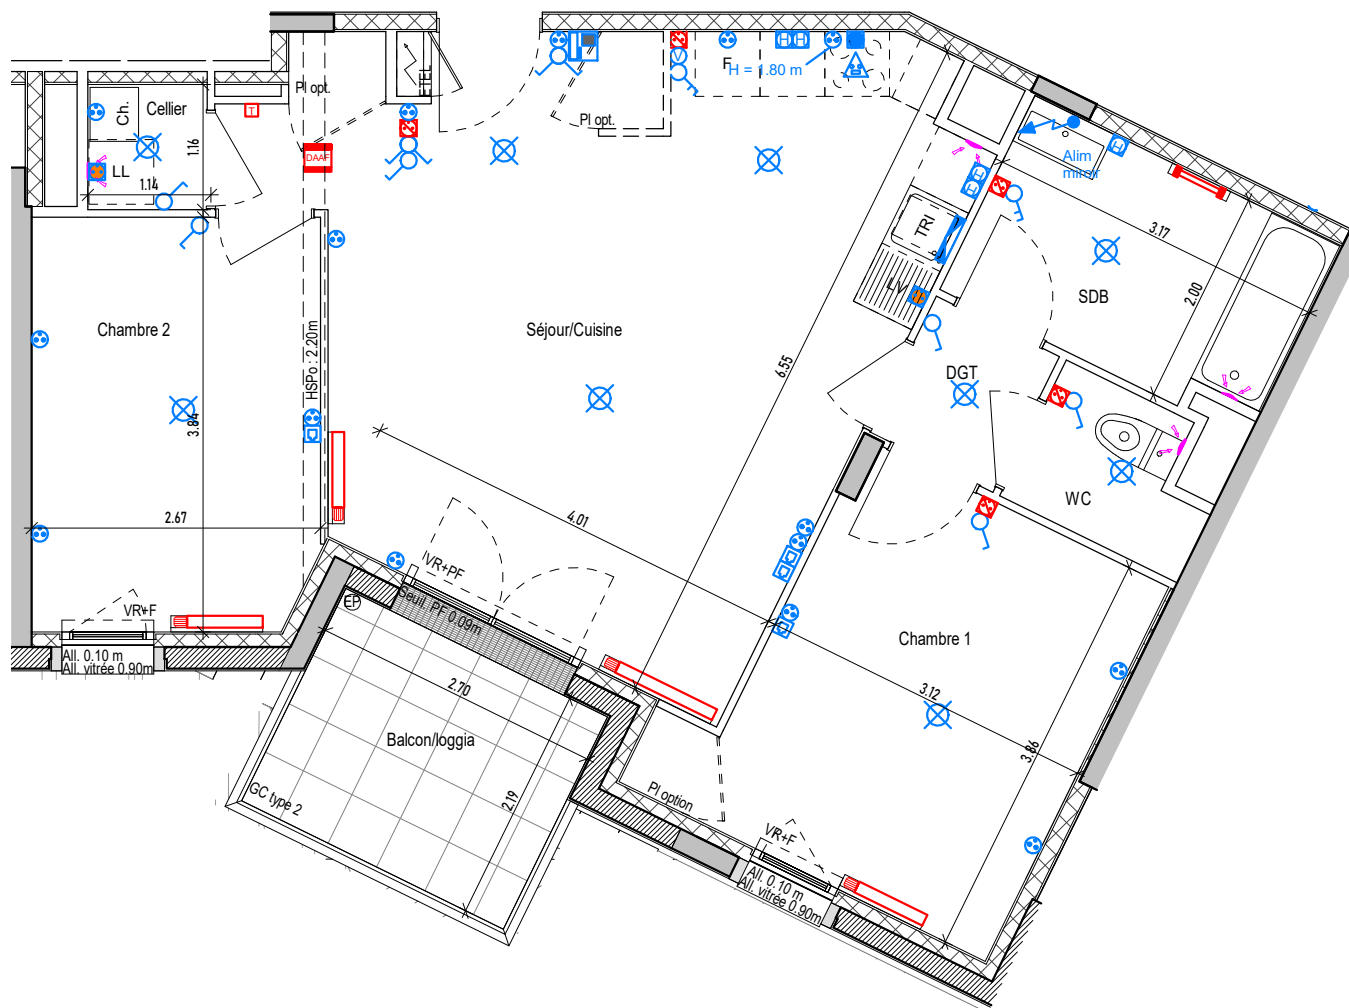 Pl opt.
ETEL
Cellier
Ch.
1.16
LL
1.14
T
DAAF
Pl opt.
V
F
H = 1.80 m
H
H
Alim
miroir
H
H
H
TRI
LV
3.17
2.00
SDB
Chambre 2
HSPo : 2.20m
Séjour/Cuisine
6.55
DGT
3.84
2.67
4.01
WC
VR+F
All. 0.10 m
All. vitrée 0.90m
EP
VR+PF
Seuil. PF 0.09m
2.70
Balcon/loggia
2.19
GC type 2
Chambre 1
3.12
3.86
Pl option
VR+F
All. 0.10 m
All. vitrée 0.90m